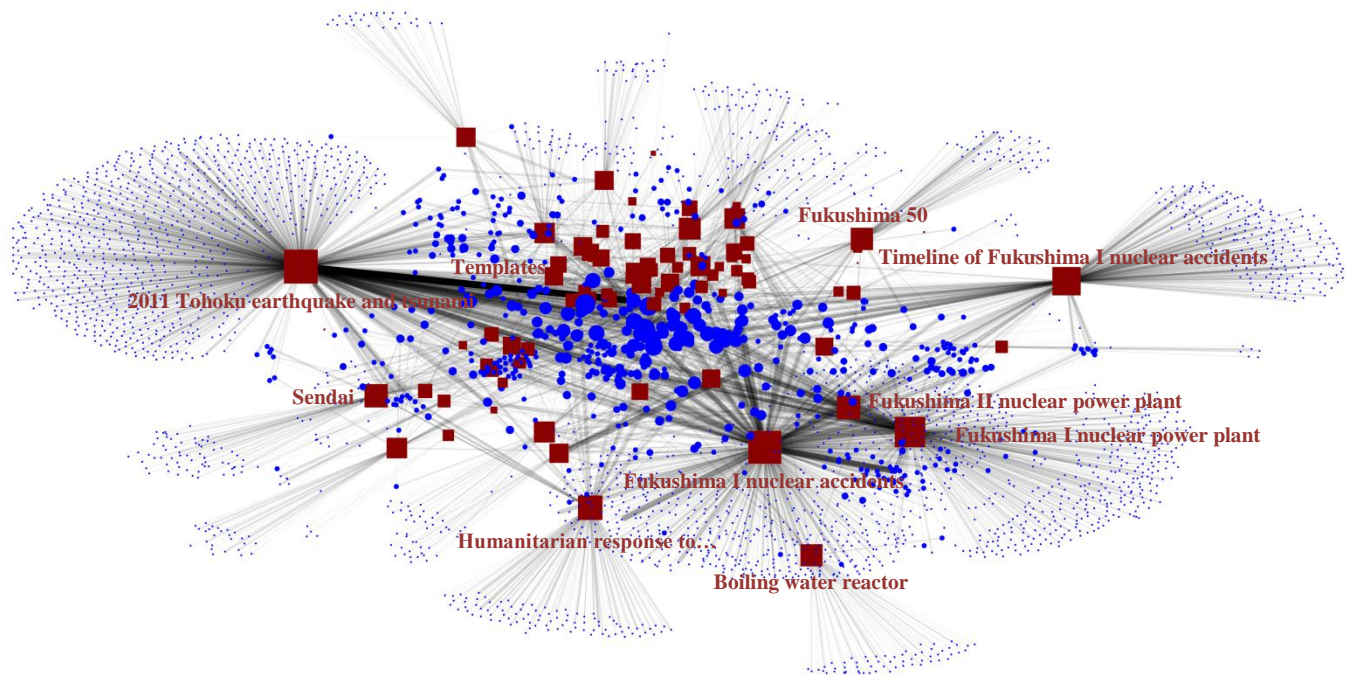 Fukushima 50
Timeline of Fukushima I nuclear accidents
Templates
2011 Tohoku earthquake and tsunami
Sendai
Fukushima II nuclear power plant
Fukushima I nuclear power plant
Fukushima I nuclear accidents
Humanitarian response to…
Boiling water reactor